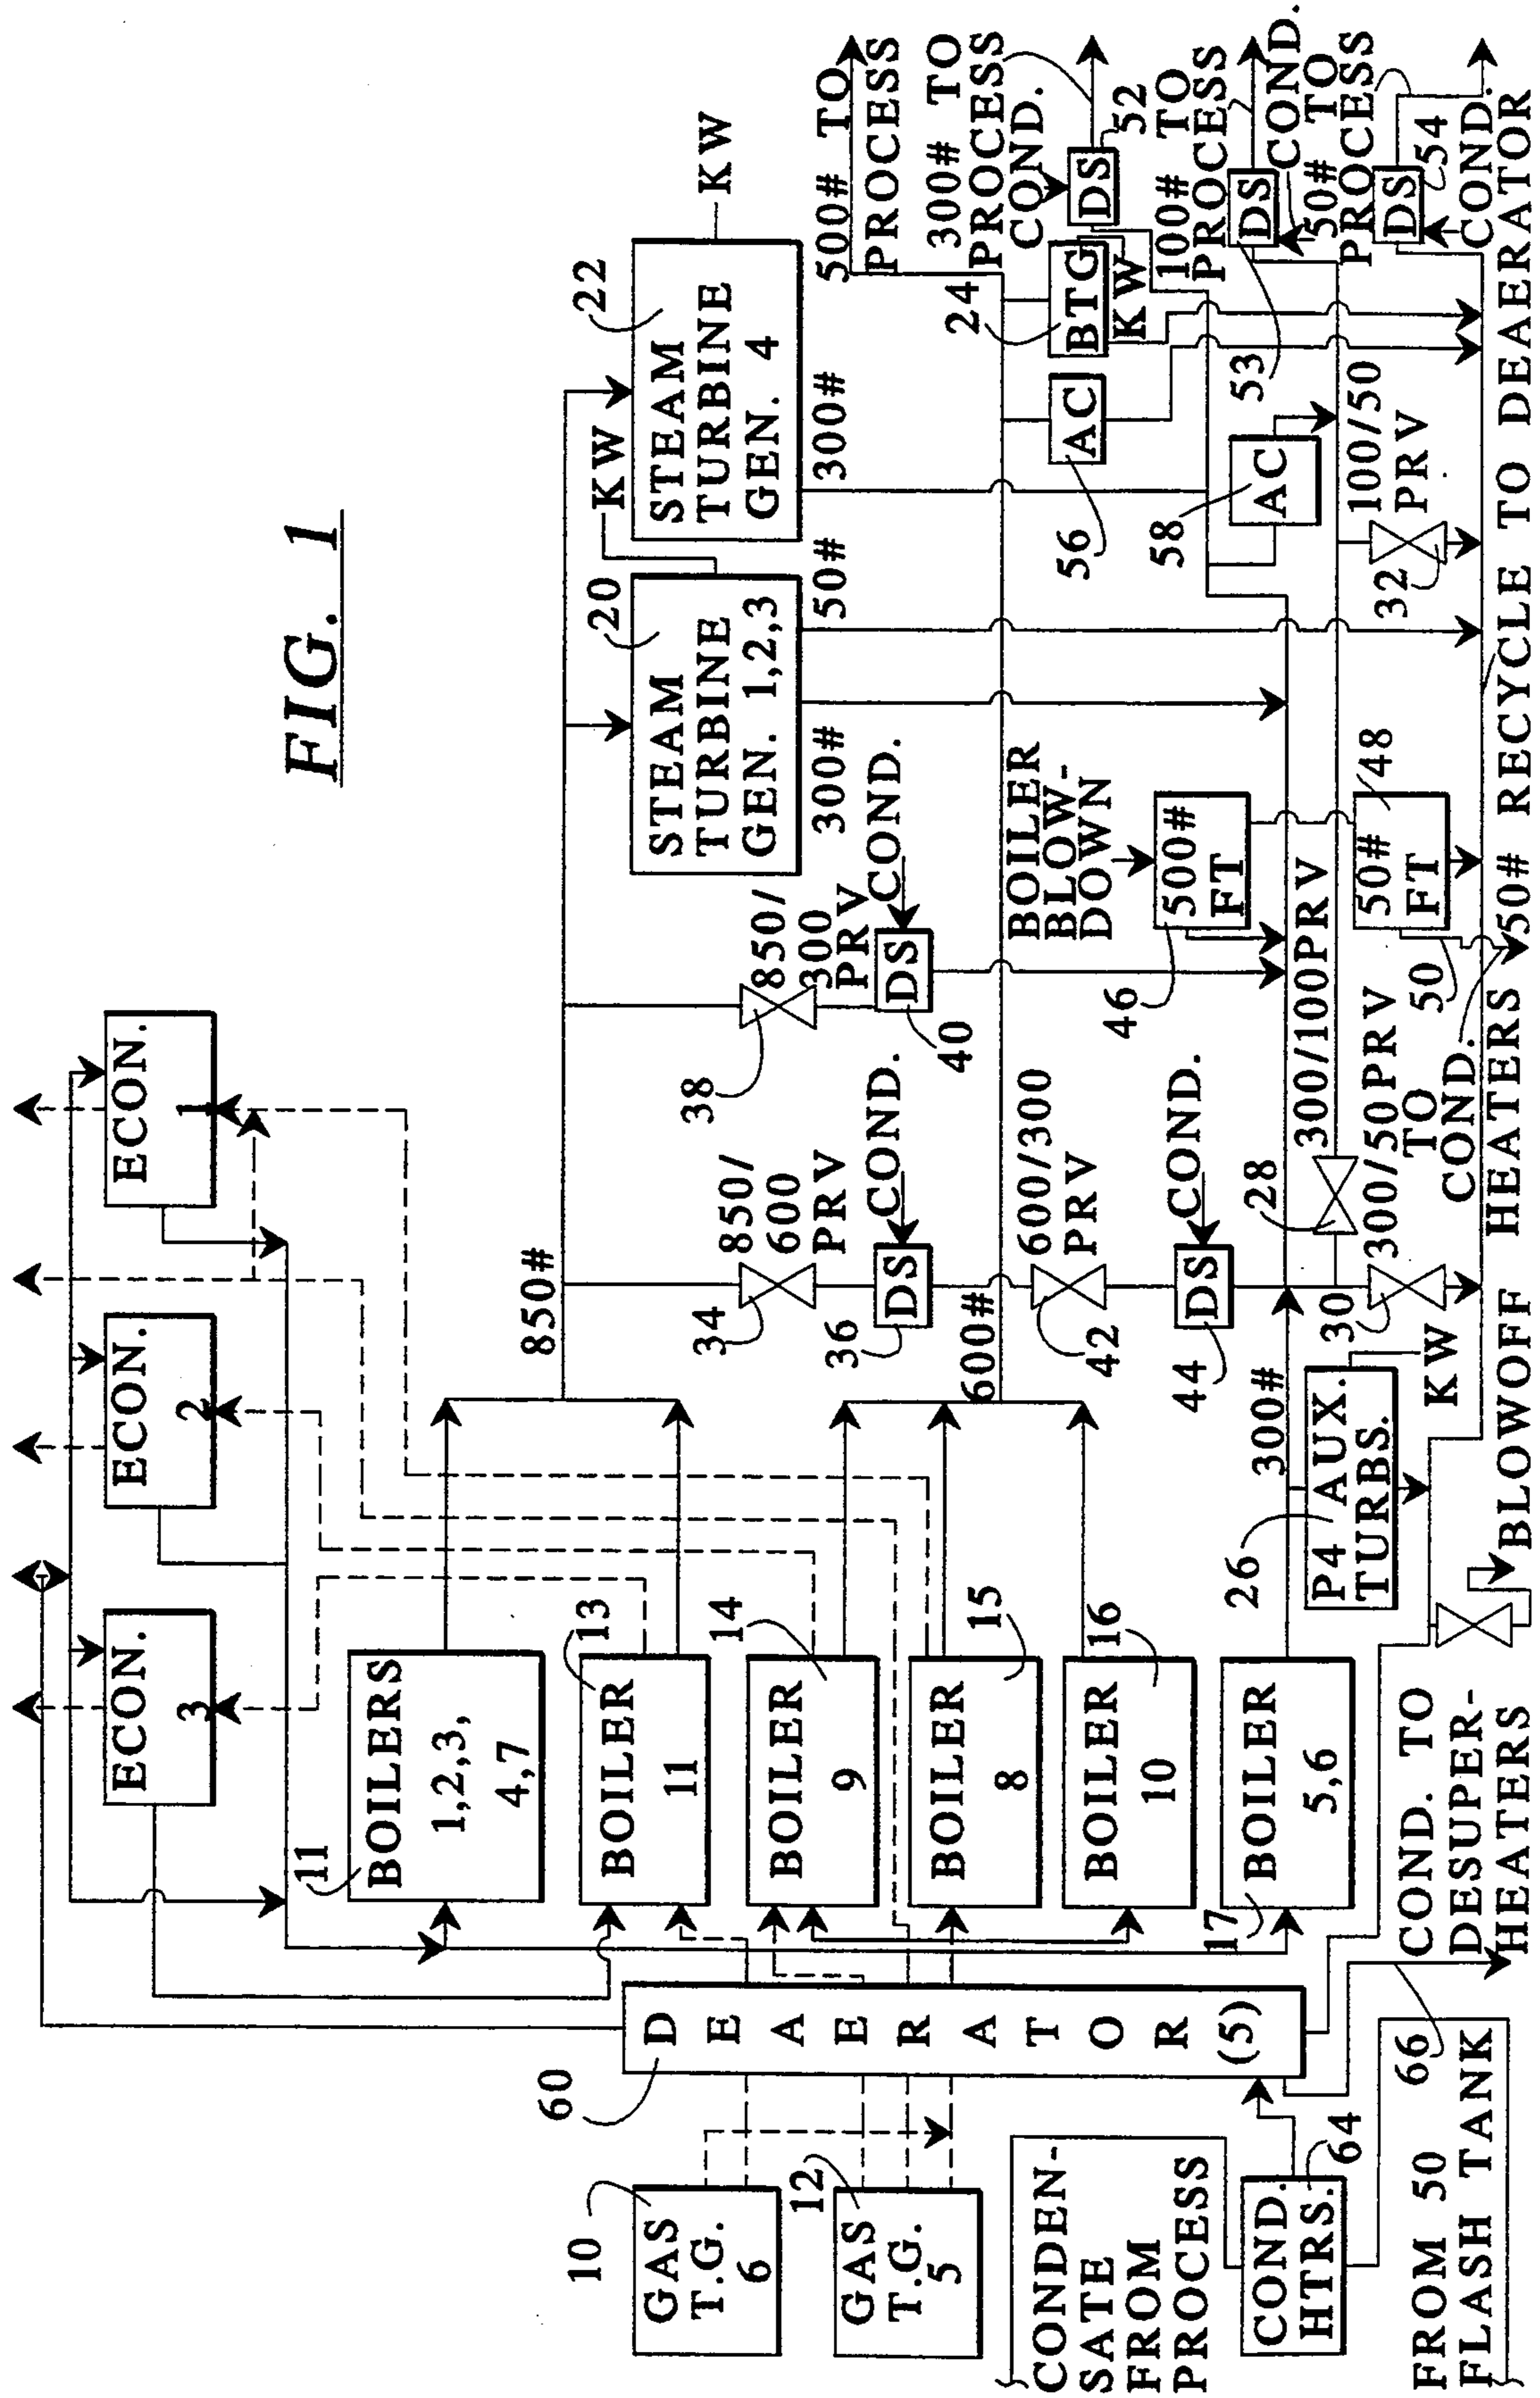 FIG. 1
ECON.
3
ECON.
2
ECON.
1
11
BOILERS
1,2,3,
4,7
13
BOILER
11
14
BOILER
9
15
BOILER
8
16
BOILER
10
17
BOILER
5,6
60
DEAERATOR
(5)
10
GAS
T.G.
6
12
GAS
T.G.
5
CONDEN-
SATE
FROM
PROCESS
COND.
HTRS.
64
FROM 50
FLASH TANK
66
COND. TO
DESUPER-
HEATERS
BLOWOFF
850#
600#
300#
26
P4 AUX.
TURBS.
KW
34
850/
600
PRV
36
DS
COND.
42
600/300
PRV
44
DS
COND.
38
850/
300
PRV
40
DS
COND.
20
STEAM
TURBINE
GEN. 1,2,3
KW
300#
50#
22
STEAM
TURBINE
GEN. 4
KW
300#
BOILER
BLOW-
DOWN
46
500#
FT
48
50#
FT
50
28
300/100PRV
30
300/50PRV
TO
COND.
HEATERS
50# RECYCLE TO DEAERATOR
32
100/50
PRV
56
AC
58
AC
24
BTG
KW
500# TO
PROCESS
300# TO
PROCESS
COND.
DS
52
100# TO
PROCESS
DS
53
COND.
50# TO
PROCESS
DS
54
COND.